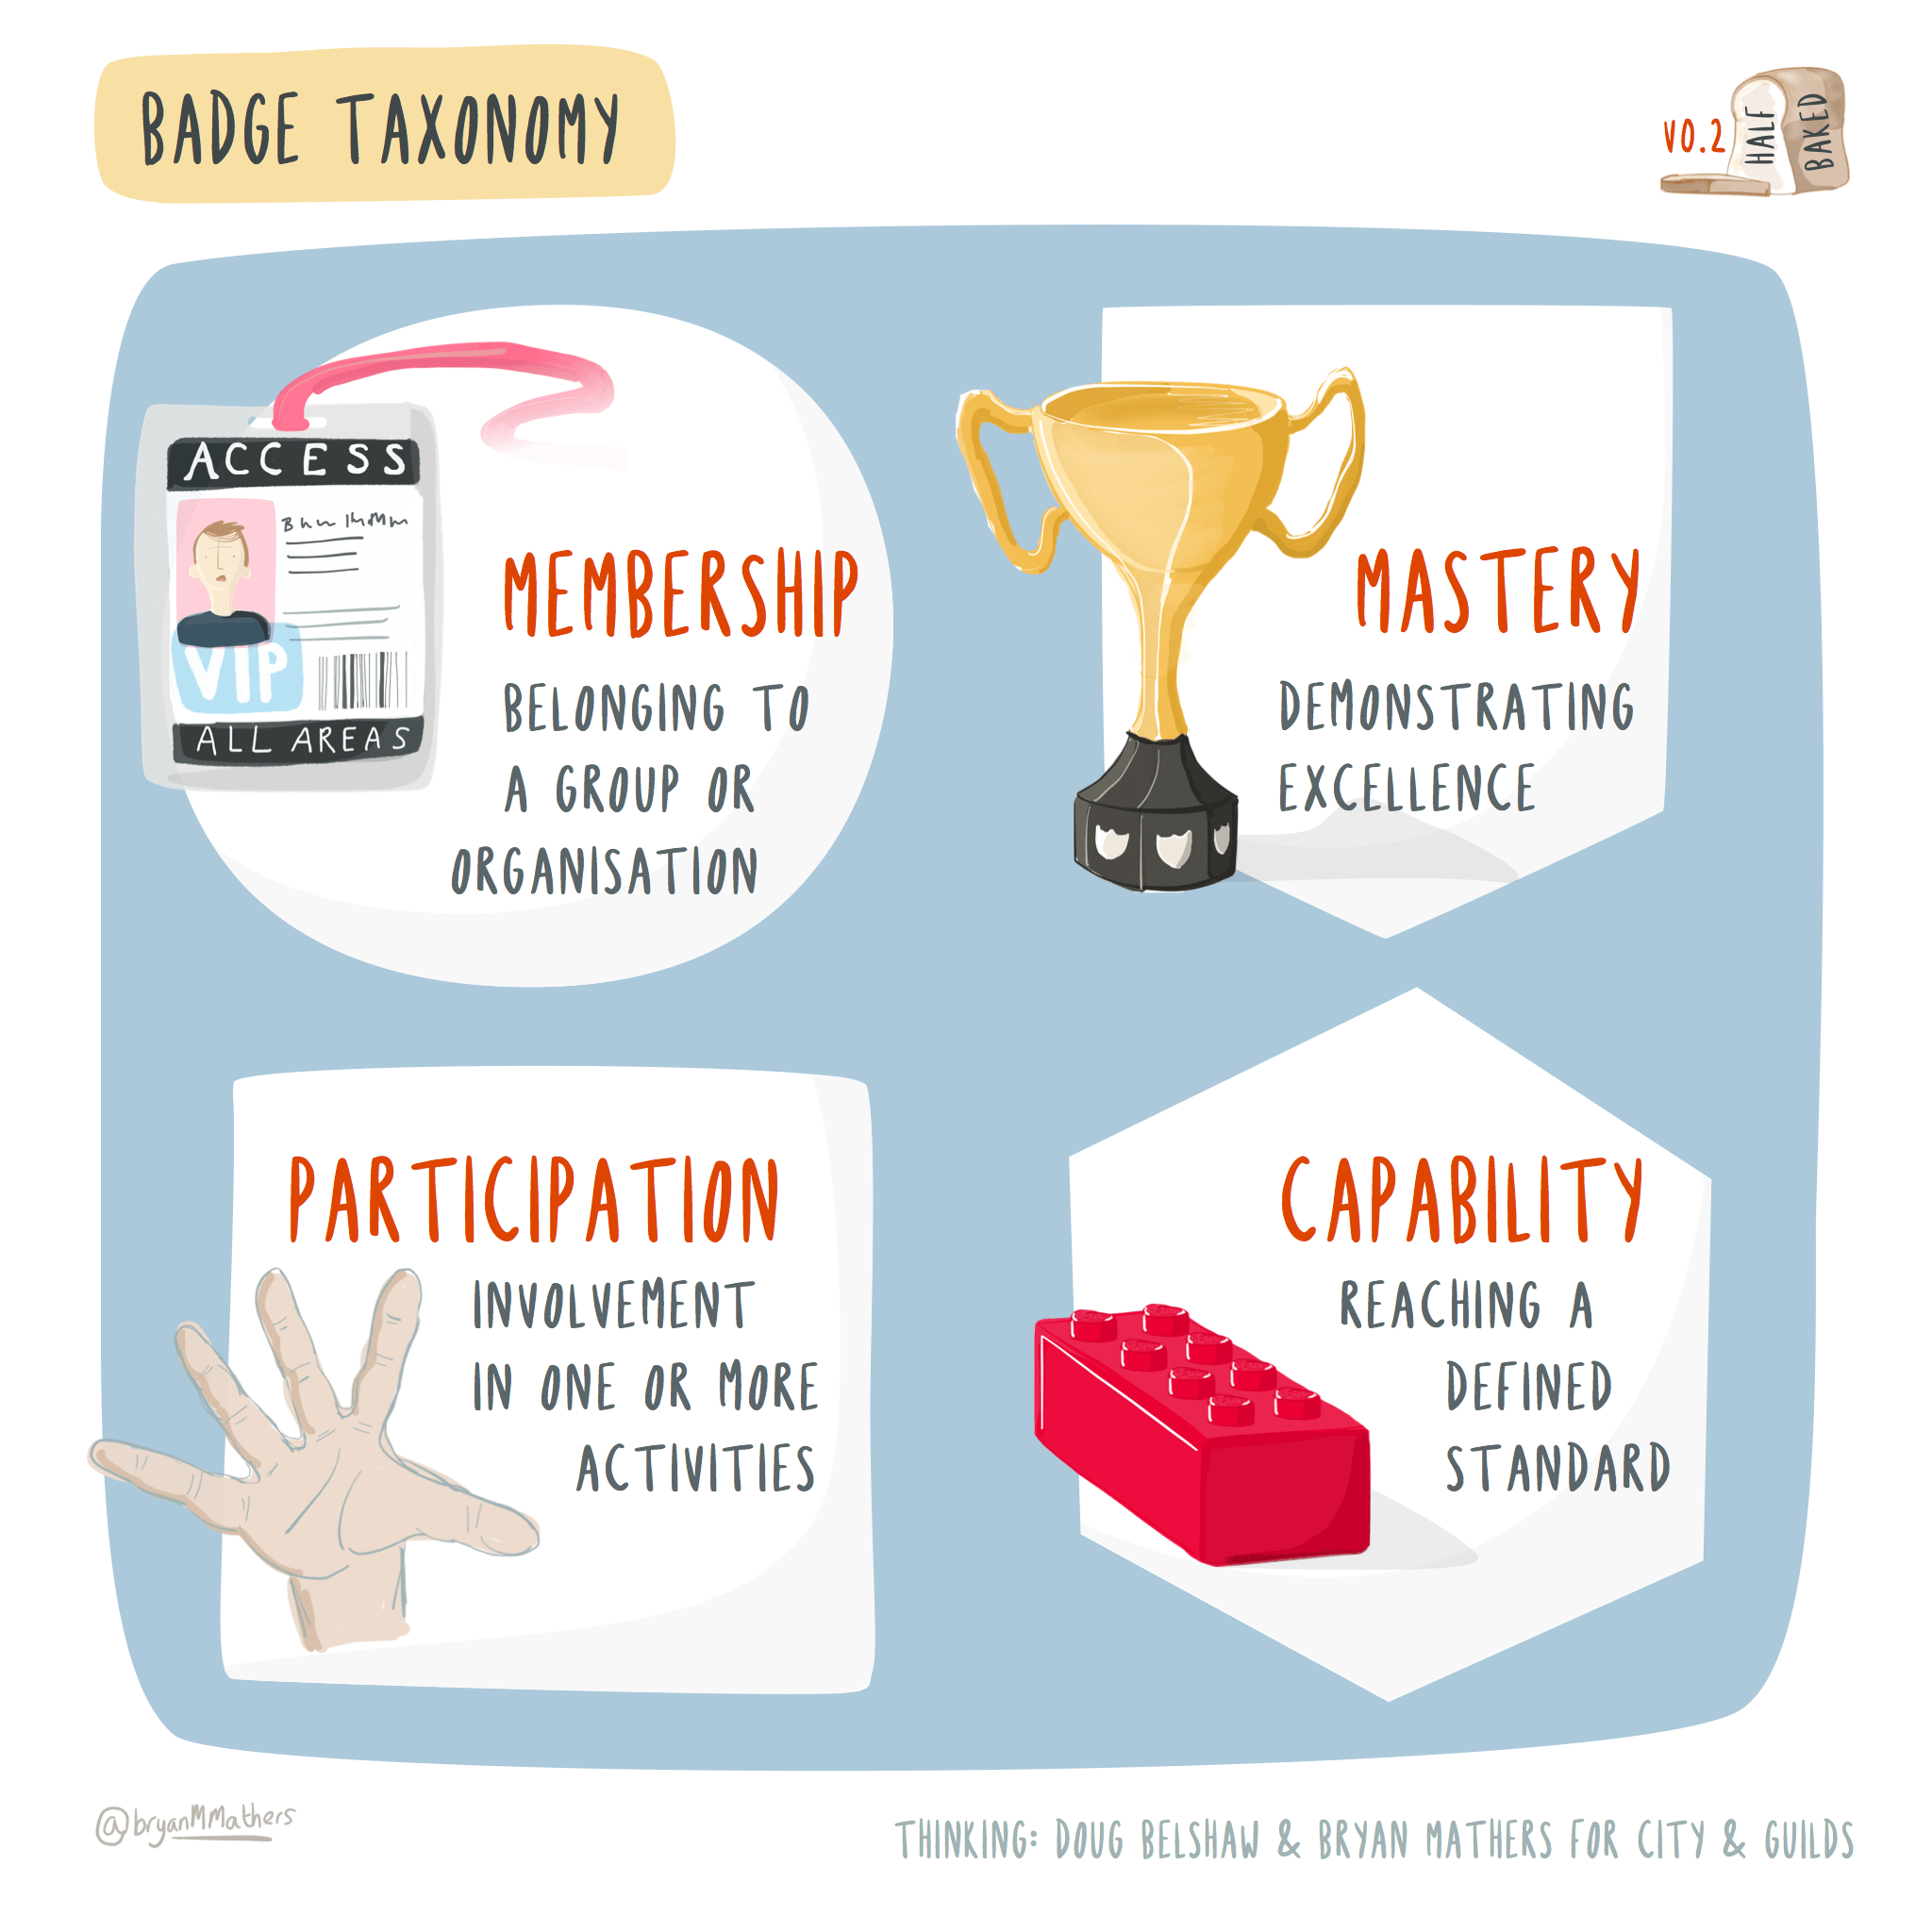 BADGE TAXONOMY
V0.2
HALF
BAKED
ACCESS
VIP
ALL AREAS
MEMBERSHIP
BELONGING TO
A GROUP OR
ORGANISATION
MASTERY
DEMONSTRATING
EXCELLENCE
PARTICIPATION
INVOLVEMENT
IN ONE OR MORE
ACTIVITIES
CAPABILITY
REACHING A
DEFINED
STANDARD
@bryanMMathers
THINKING: DOUG BELSHAW & BRYAN MATHERS FOR CITY & GUILDS